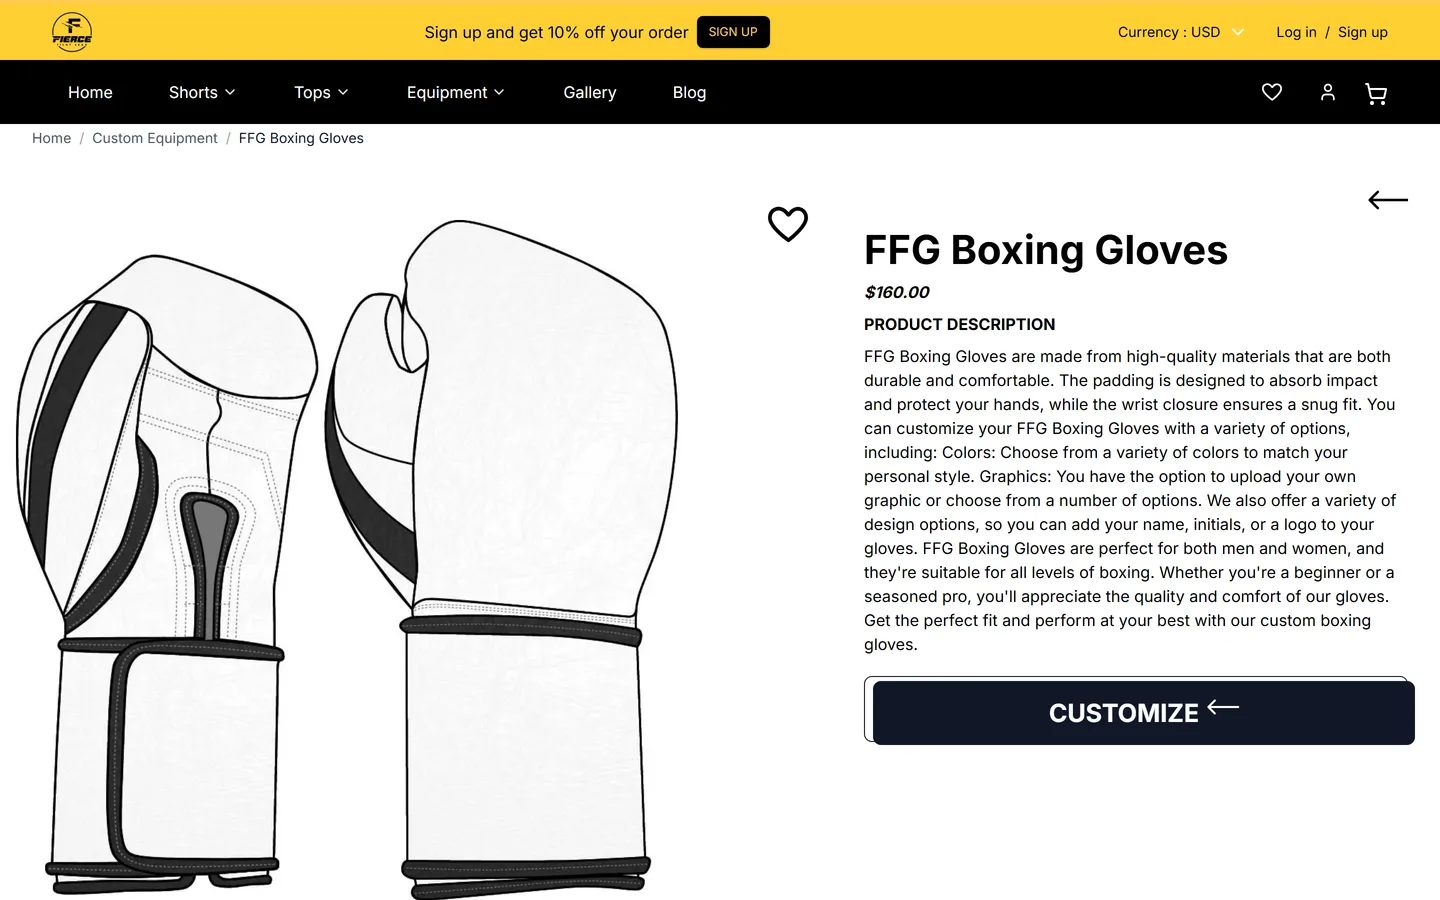 FIERCE
Sign up and get 10% off your order
SIGN UP
Currency : USD
Log in / Sign up
Home
Shorts
Tops
Equipment
Gallery
Blog
Home / Custom Equipment / FFG Boxing Gloves
FFG Boxing Gloves
$160.00
PRODUCT DESCRIPTION
FFG Boxing Gloves are made from high-quality materials that are both
durable and comfortable. The padding is designed to absorb impact
and protect your hands, while the wrist closure ensures a snug fit. You
can customize your FFG Boxing Gloves with a variety of options,
including: Colors: Choose from a variety of colors to match your
personal style. Graphics: You have the option to upload your own
graphic or choose from a number of options. We also offer a variety of
design options, so you can add your name, initials, or a logo to your
gloves. FFG Boxing Gloves are perfect for both men and women, and
they're suitable for all levels of boxing. Whether you're a beginner or a
seasoned pro, you'll appreciate the quality and comfort of our gloves.
Get the perfect fit and perform at your best with our custom boxing
gloves.
CUSTOMIZE